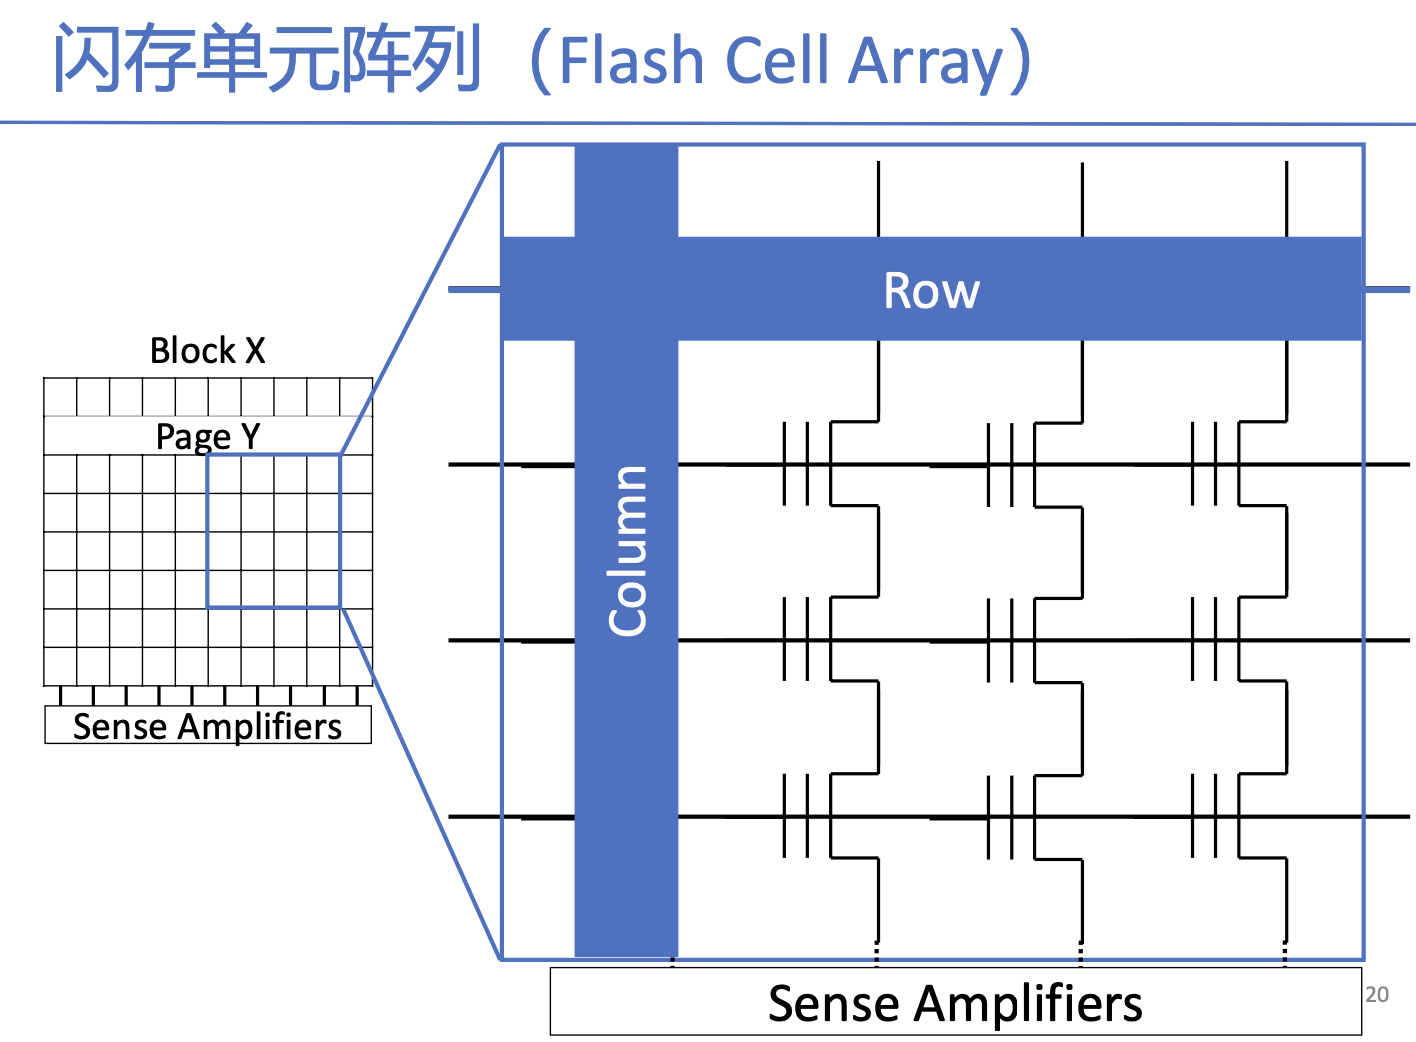 闪存单元阵列（Flash Cell Array）
Row
Block X
Page Y
Column
Sense Amplifiers
Sense Amplifiers
20